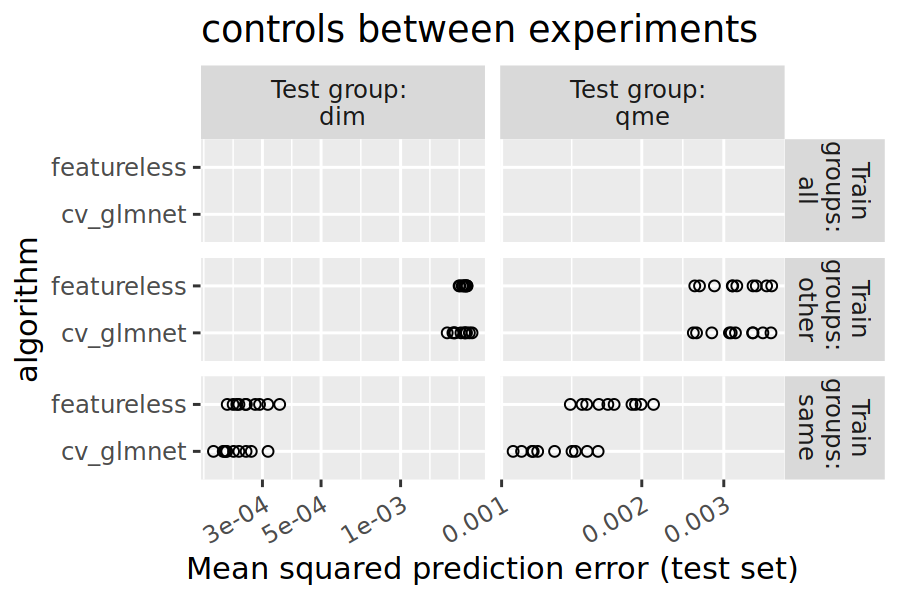 controls between experiments
Test group:
dim
Test group:
qme
featureless
cv_glmnet
Train
groups:
all
featureless
cv_glmnet
Train
groups:
other
featureless
cv_glmnet
Train
groups:
same
algorithm
3e-04
5e-04
1e-03
0.001
0.002
0.003
Mean squared prediction error (test set)